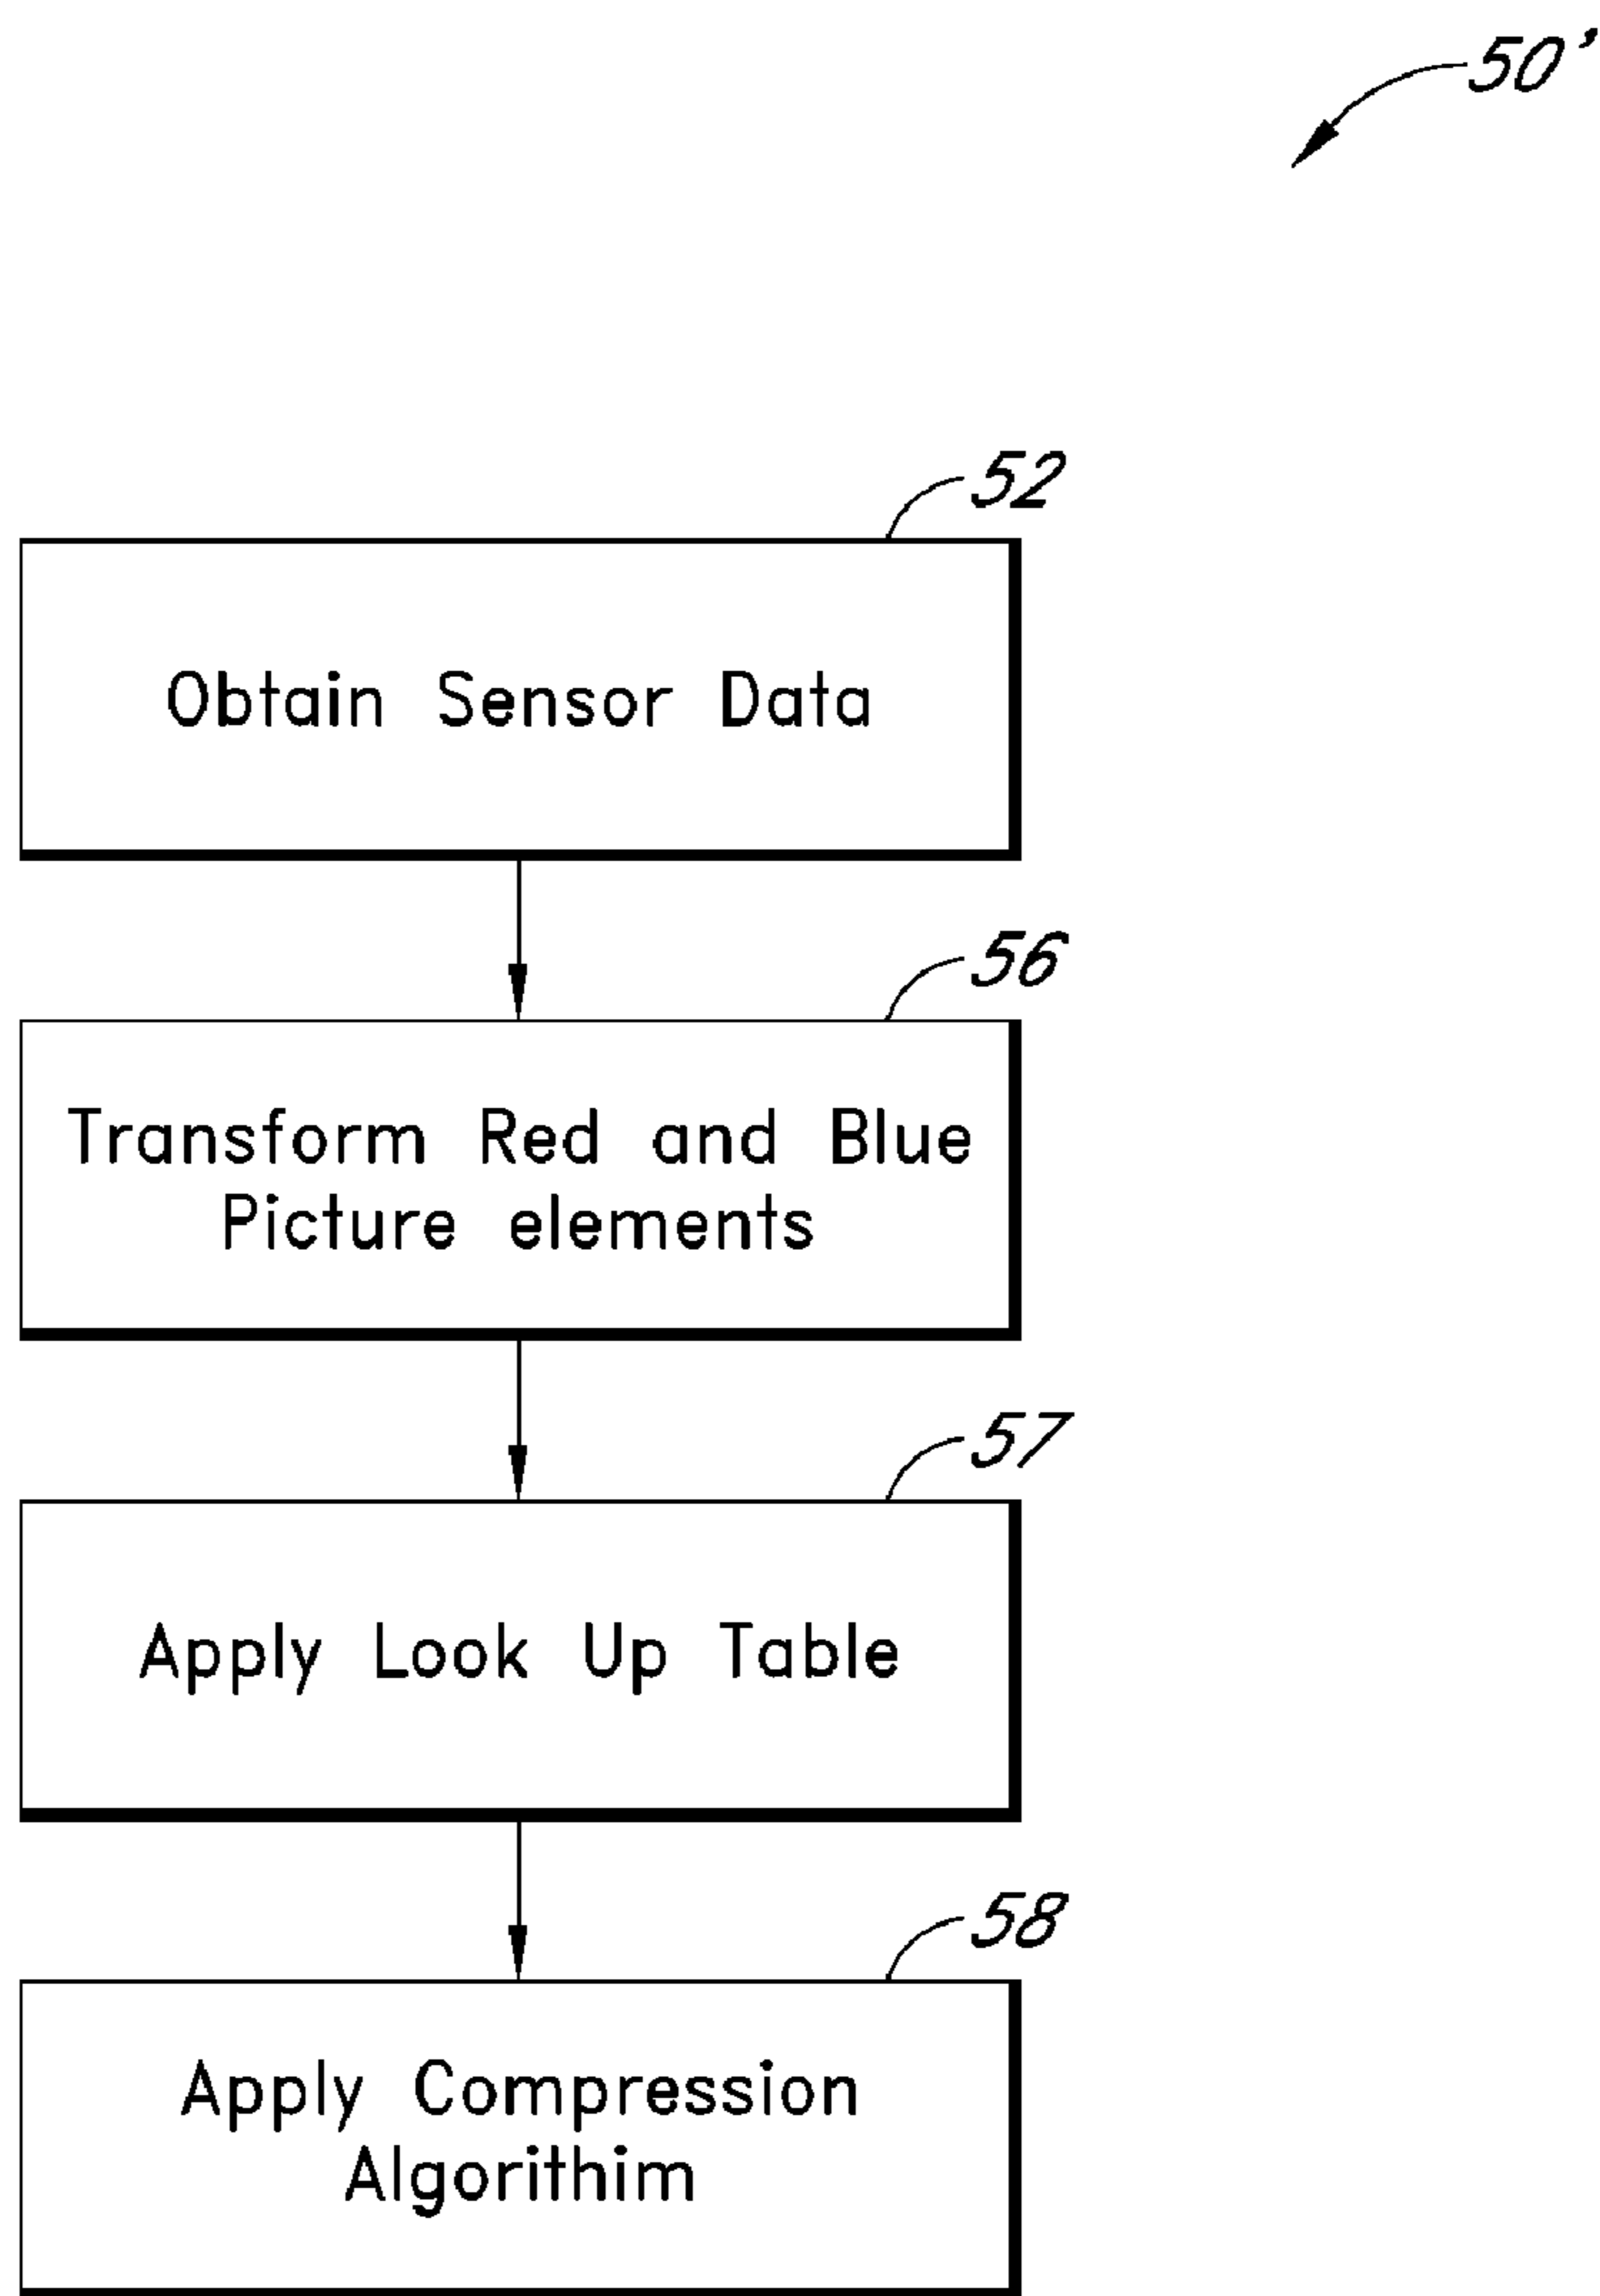 50'
52
Obtain Sensor Data
56
Transform Red and Blue
Picture elements
57
Apply Look Up Table
58
Apply Compression
Algorithim